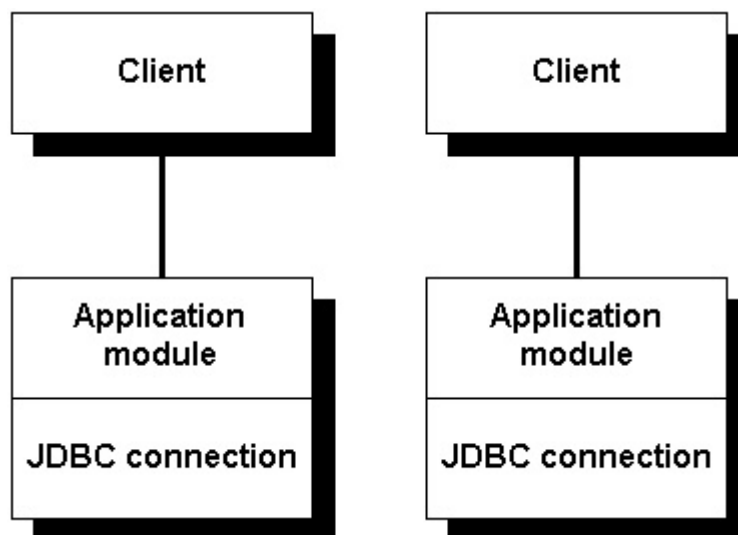 Client
Client
Application
module
JDBC connection
Application
module
JDBC connection